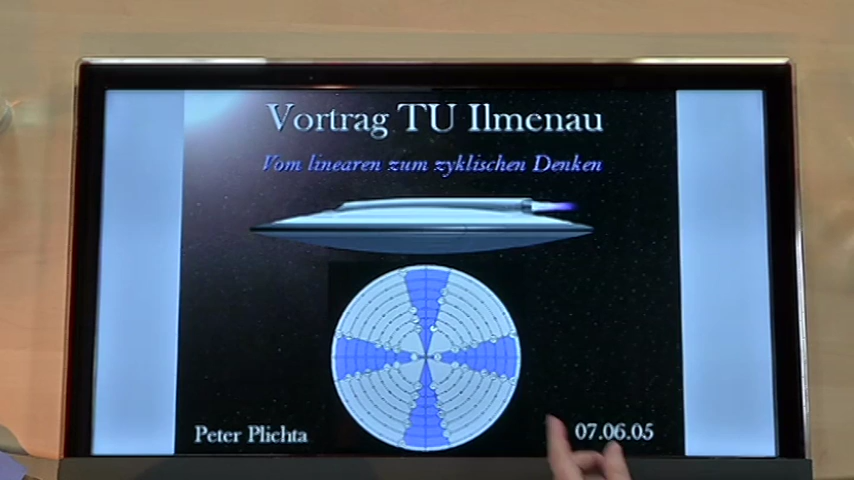 Vortrag TU Ilmenau
Vom linearen zum zyklischen Denken
Peter Plichta
07.06.05